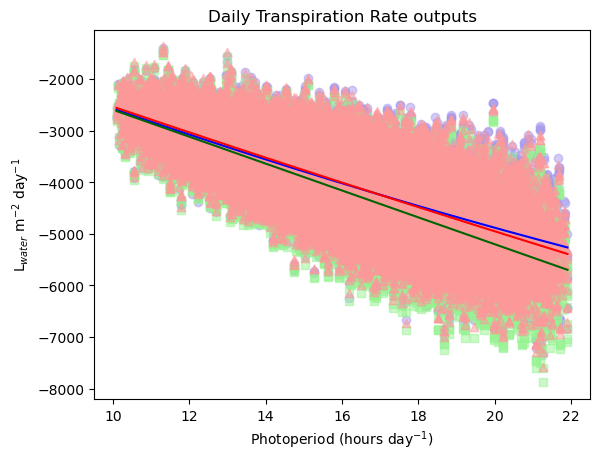 Daily Transpiration Rate outputs
−2000
−3000
−4000
−5000
−6000
−7000
−8000
L_water m⁻² day⁻¹
10 12 14 16 18 20 22
Photoperiod (hours day⁻¹)